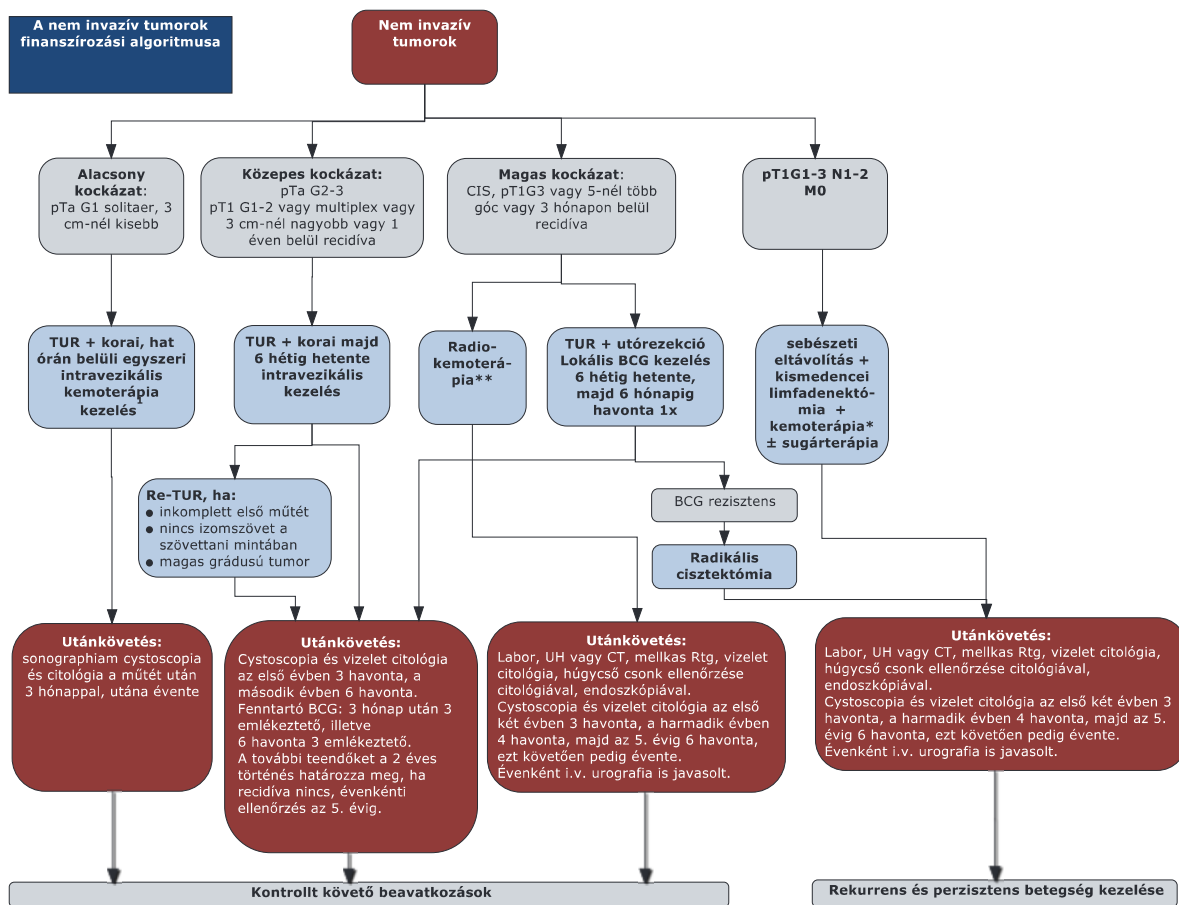 A nem invazív tumorok
finanszírozási algoritmusa
Nem invazív
tumorok
Alacsony
kockázat:
pTa G1 solitaer, 3
cm-nél kisebb
Közepes kockázat:
pTa G2-3
pT1 G1-2 vagy multiplex vagy
3 cm-nél nagyobb vagy 1
éven belül recidíva
Magas kockázat:
CIS, pT1G3 vagy 5-nél több
góc vagy 3 hónapon belül
recidíva
pT1G1-3 N1-2
M0
TUR + korai, hat
órán belüli egyszeri
intravezikális
kemoterápia
kezelés1
TUR + korai majd
6 hétig hetente
intravezikális
kezelés
Radio-
kemoterá-
pia**
TUR + utórezekció
Lokális BCG kezelés
6 hétig hetente,
majd 6 hónapig
havonta 1x
sebészeti
eltávolítás +
kismedencei
limfadenektó-
mia + 
kemoterápia*
± sugárterápia
Re-TUR, ha:
● inkomplett első műtét
● nincs izomszövet a
szövettani mintában
● magas grádusú tumor
BCG rezisztens
Radikális
cisztektómia
Utánkövetés:
sonographiam cystoscopia
és citológia a műtét után
3 hónappal, utána évente
Utánkövetés:
Cystoscopia és vizelet citológia
az első évben 3 havonta, a
második évben 6 havonta.
Fenntartó BCG: 3 hónap után 3
emlékeztető, illetve
6 havonta 3 emlékeztető.
A további teendőket a 2 éves
történés határozza meg, ha
recidíva nincs, évenkénti
ellenőrzés az 5. évig.
Utánkövetés:
Labor, UH vagy CT, mellkas Rtg, vizelet
citológia, húgycső csonk ellenőrzése
citológiával, endoszkópiával.
Cystoscopia és vizelet citológia az első
két évben 3 havonta, a harmadik évben
4 havonta, majd az 5. évig 6 havonta,
ezt követően pedig évente.
Évenként i.v. urografia is javasolt.
Utánkövetés:
Labor, UH vagy CT, mellkas Rtg, vizelet citológia,
húgycső csonk ellenőrzése citológiával,
endoszkópiával.
Cystoscopia és vizelet citológia az első két évben 3
havonta, a harmadik évben 4 havonta, majd az 5.
évig 6 havonta, ezt követően pedig évente.
Évenként i.v. urografia is javasolt.
Kontrollt követő beavatkozások
Rekurrens és perzisztens betegség kezelése